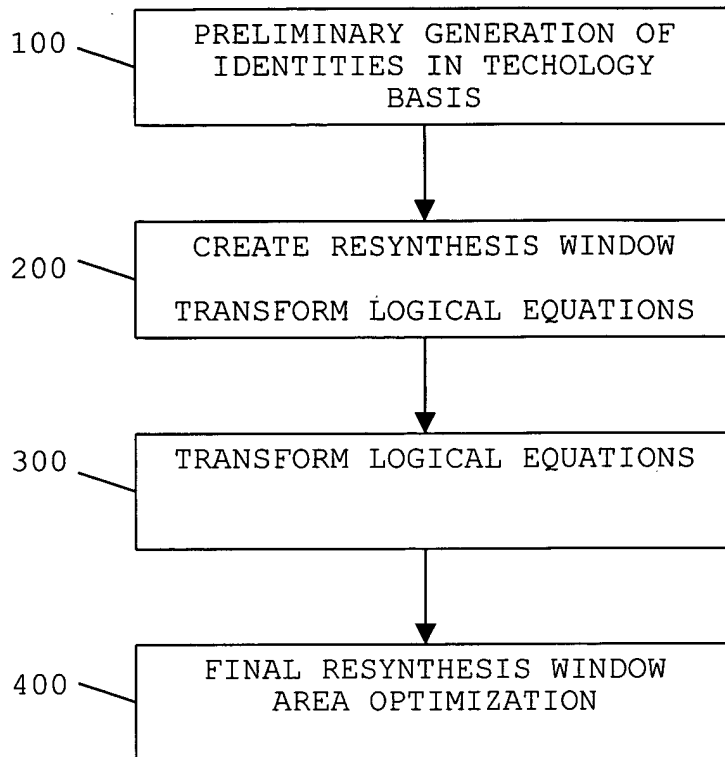 100
PRELIMINARY GENERATION OF
IDENTITIES IN TECHOLOGY
BASIS
200
CREATE RESYNTHESIS WINDOW
TRANSFORM LOGICAL EQUATIONS
300
TRANSFORM LOGICAL EQUATIONS
400
FINAL RESYNTHESIS WINDOW
AREA OPTIMIZATION